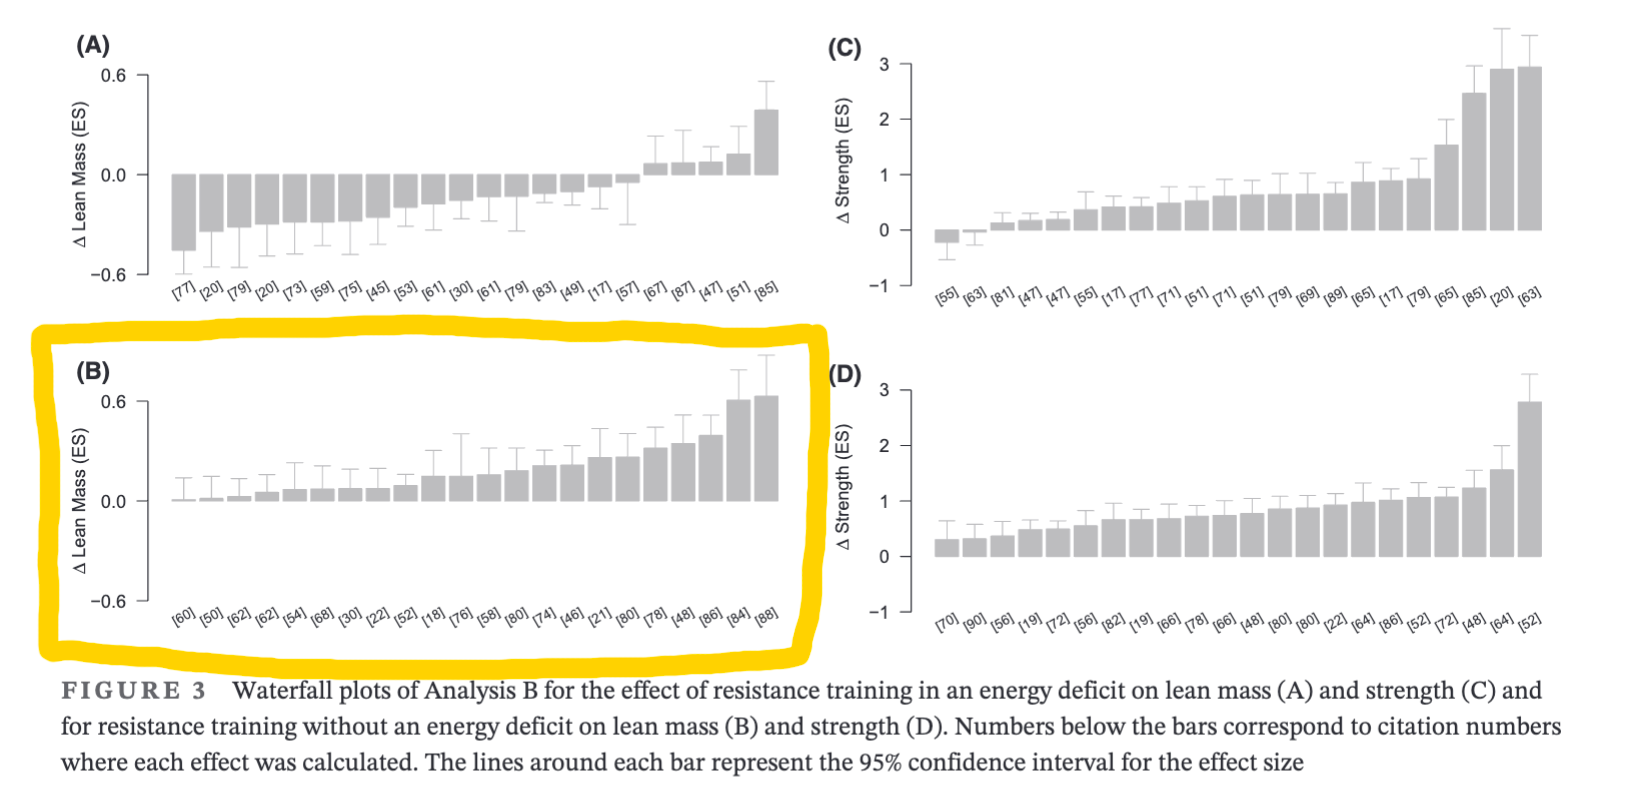 (A)
Δ Lean Mass (ES)
0.6
0.0
−0.6
[77] [20] [79] [20] [73] [59] [75] [45] [53] [61] [30] [61] [79] [83] [49] [17] [57] [67] [87] [47] [51] [85]
(C)
Δ Strength (ES)
3
2
1
0
−1
[55] [63] [81] [47] [47] [55] [17] [77] [71] [51] [71] [51] [79] [69] [89] [65] [17] [79] [65] [85] [20] [63]
(B)
Δ Lean Mass (ES)
0.6
0.0
−0.6
[60] [50] [62] [62] [54] [68] [30] [22] [52] [18] [76] [58] [80] [74] [46] [21] [80] [78] [48] [86] [84] [88]
(D)
Δ Strength (ES)
3
2
1
0
−1
[70] [90] [56] [19] [72] [56] [82] [19] [66] [78] [66] [48] [80] [80] [22] [64] [86] [52] [72] [48] [64] [52]
FIGURE 3 Waterfall plots of Analysis B for the effect of resistance training in an energy deficit on lean mass (A) and strength (C) and
for resistance training without an energy deficit on lean mass (B) and strength (D). Numbers below the bars correspond to citation numbers
where each effect was calculated. The lines around each bar represent the 95% confidence interval for the effect size